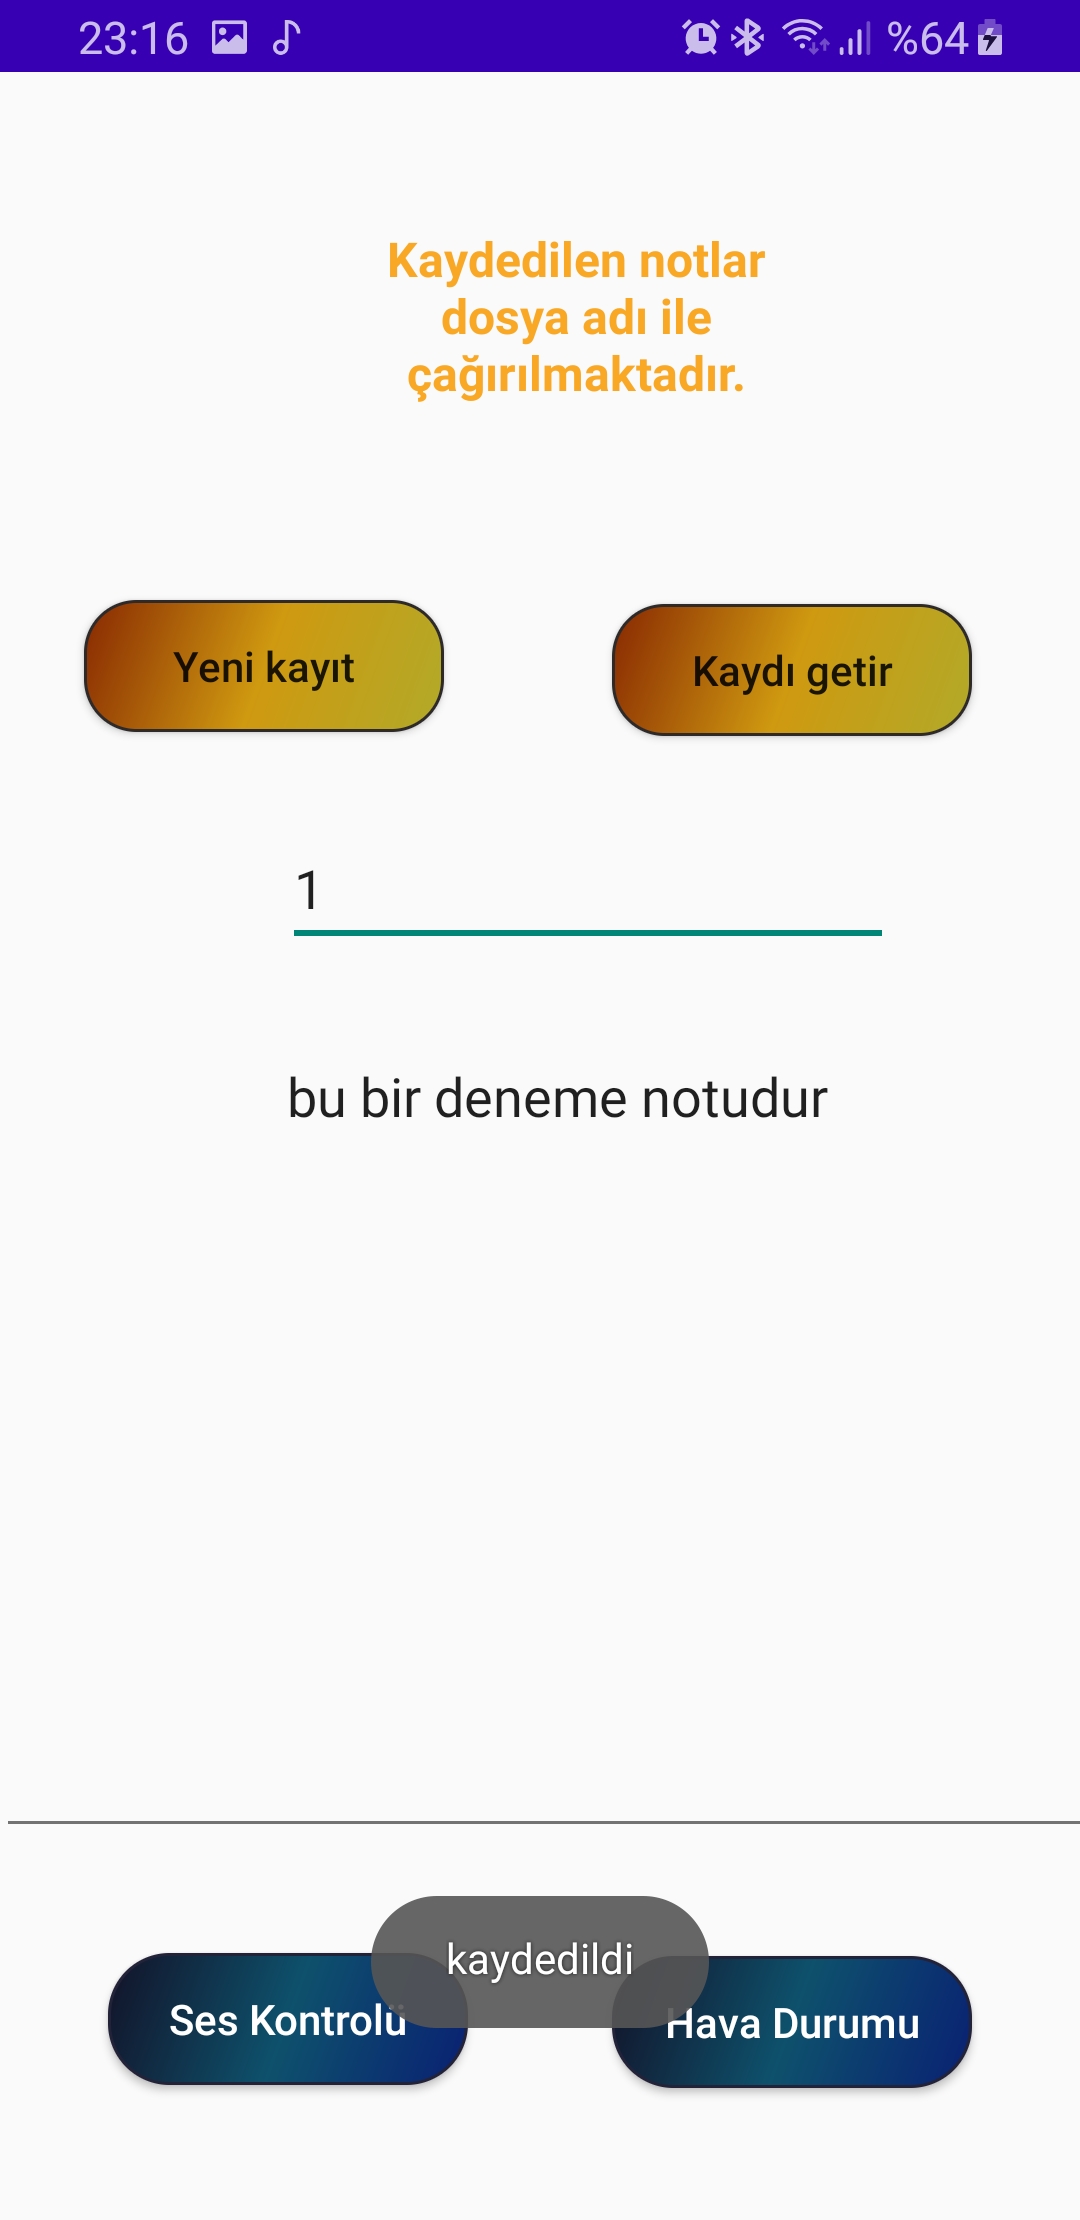 23:16 %64
Kaydedilen notlar
dosya adı ile
çağırılmaktadır.
Yeni kayıt
Kaydı getir
1
bu bir deneme notudur
kaydedildi
Ses Kontrolü
Hava Durumu